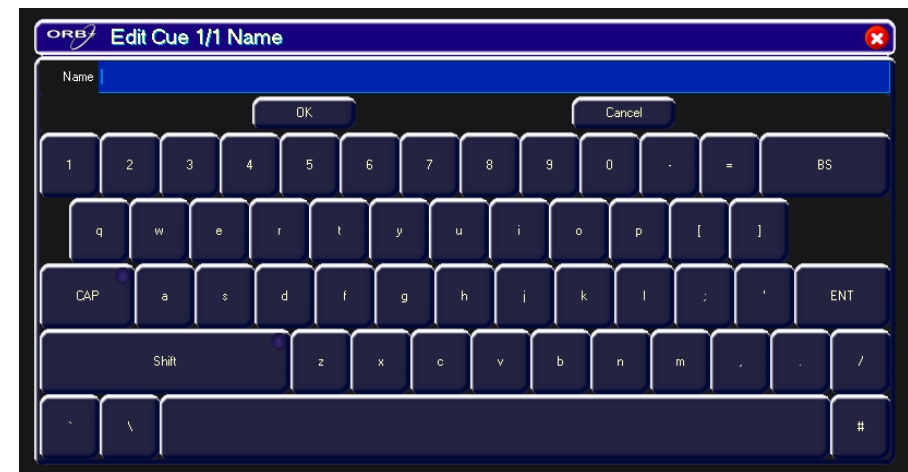 ORB Edit Cue 1/1 Name
Name
OK Cancel
1 2 3 4 5 6 7 8 9 0 - = BS
q w e r t y u i o p [ ]
CAP a s d f g h j k l ; ' ENT
Shift z x c v b n m , . /
` \ #